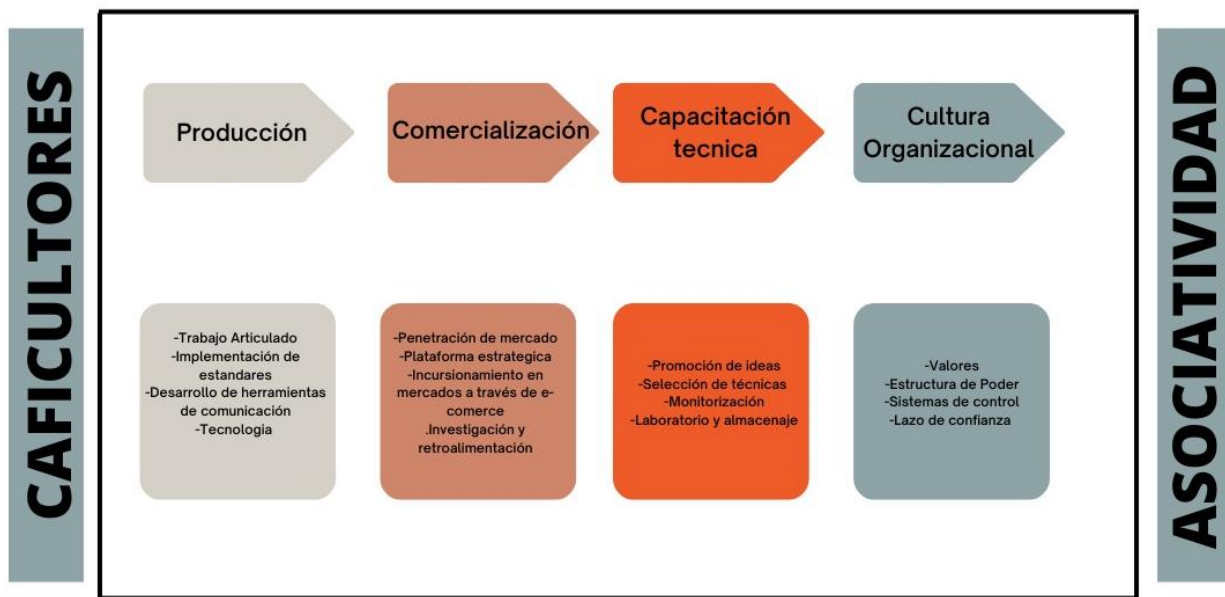 CAFICULTORES
Producción
Comercialización
Capacitación
tecnica
Cultura
Organizacional
-Trabajo Articulado
-Implementación de
estandares
-Desarrollo de herramientas
de comunicación
-Tecnologia
-Penetración de mercado
-Plataforma estrategica
-Incursionamiento en
mercados a través de e-
comerce
.Investigación y
retroalimentación
-Promoción de ideas
-Selección de técnicas
-Monitorización
-Laboratorio y almacenaje
-Valores
-Estructura de Poder
-Sistemas de control
-Lazo de confianza
ASOCIATIVIDAD